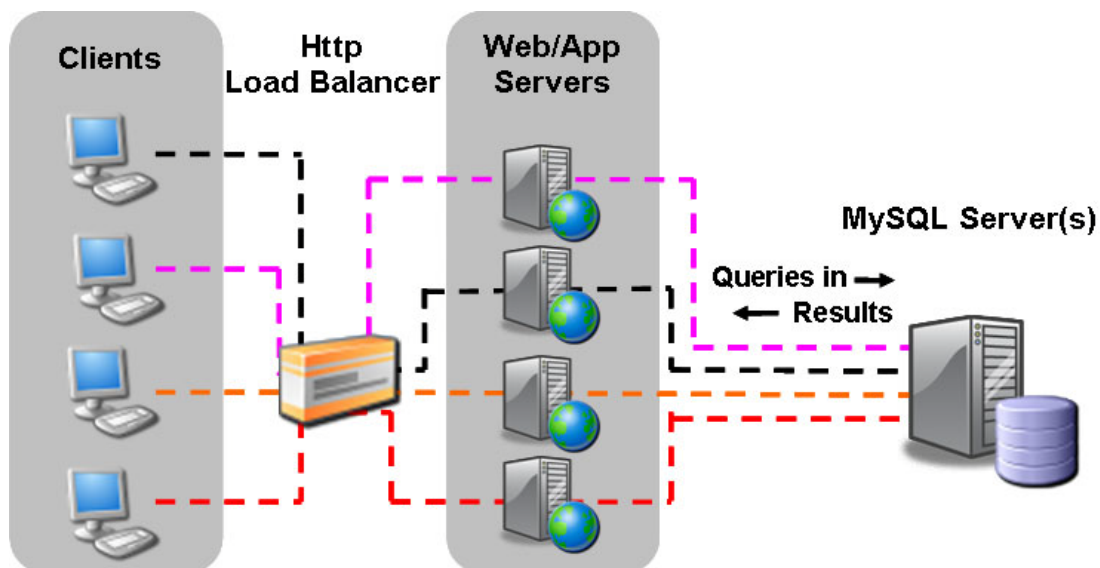 Clients
Http
Load Balancer
Web/App
Servers
MySQL Server(s)
Queries in
Results